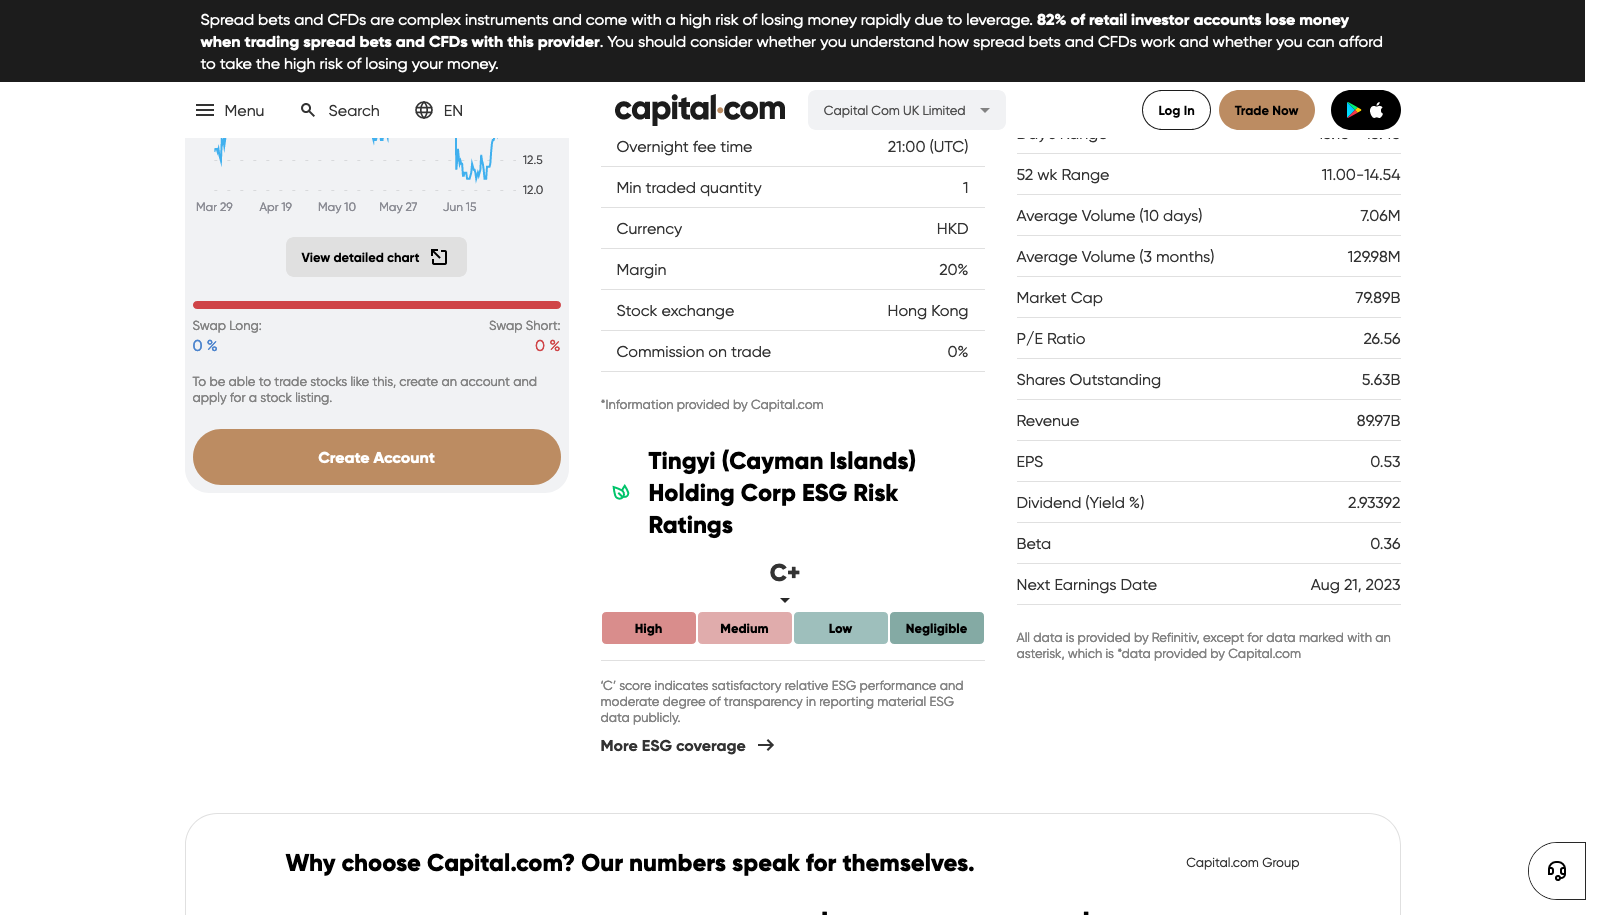 Spread bets and CFDs are complex instruments and come with a high risk of losing money rapidly due to leverage. 82% of retail investor accounts lose money
when trading spread bets and CFDs with this provider. You should consider whether you understand how spread bets and CFDs work and whether you can afford
to take the high risk of losing your money.
Menu
Search
EN
capital.com
Capital Com UK Limited
Log In
Trade Now
12.5
12.0
Mar 29
Apr 19
May 10
May 27
Jun 15
View detailed chart
Swap Long:
Swap Short:
0 %
0 %
To be able to trade stocks like this, create an account and
apply for a stock listing.
Create Account
Overnight fee time 21:00 (UTC)
Min traded quantity 1
Currency HKD
Margin 20%
Stock exchange Hong Kong
Commission on trade 0%
*Information provided by Capital.com
Tingyi (Cayman Islands)
Holding Corp ESG Risk
Ratings
C+
High
Medium
Low
Negligible
'C' score indicates satisfactory relative ESG performance and
moderate degree of transparency in reporting material ESG
data publicly.
More ESG coverage
52 wk Range 11.00-14.54
Average Volume (10 days) 7.06M
Average Volume (3 months) 129.98M
Market Cap 79.89B
P/E Ratio 26.56
Shares Outstanding 5.63B
Revenue 89.97B
EPS 0.53
Dividend (Yield %) 2.93392
Beta 0.36
Next Earnings Date Aug 21, 2023
All data is provided by Refinitiv, except for data marked with an
asterisk, which is *data provided by Capital.com
Why choose Capital.com? Our numbers speak for themselves.
Capital.com Group